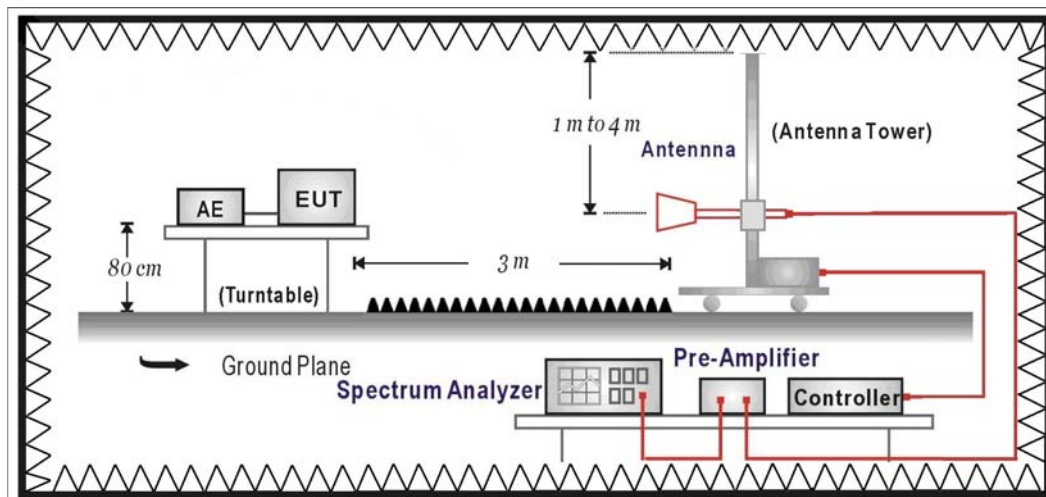 1 m to 4 m
(Antenna Tower)
Antennna
AE
EUT
80 cm
3 m
(Turntable)
Ground Plane
Pre-Amplifier
Spectrum Analyzer
Controller